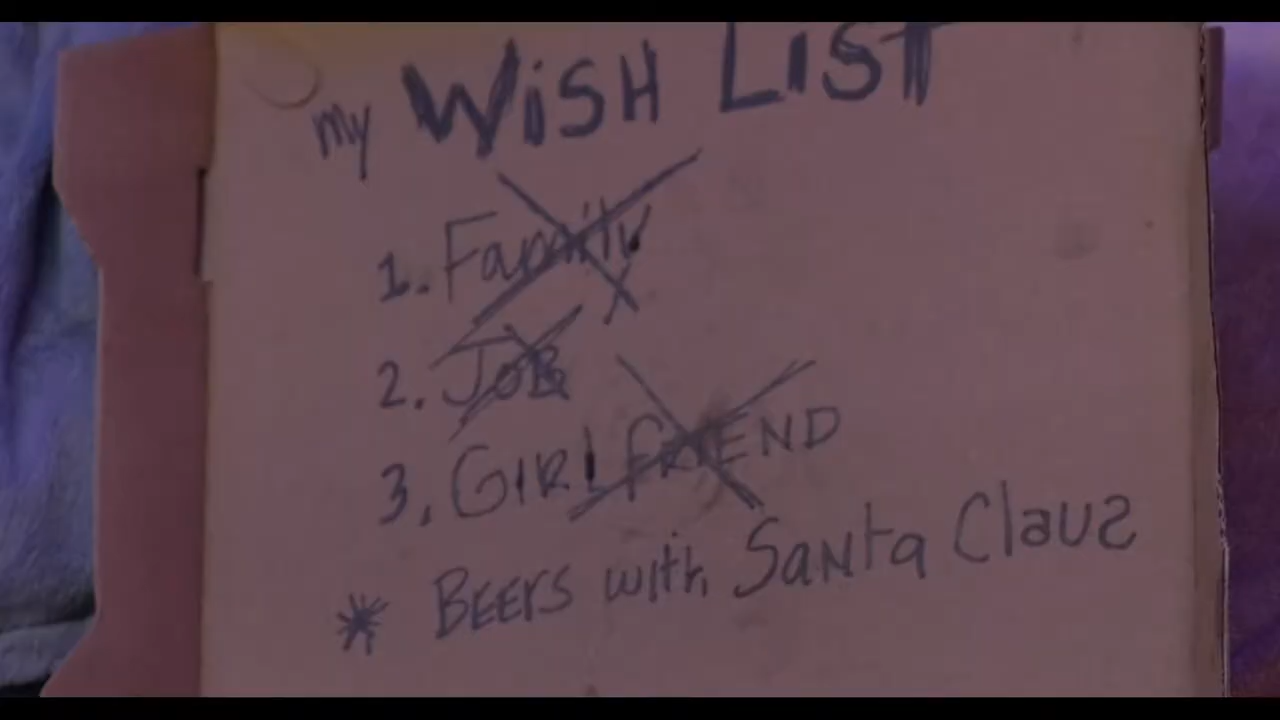 my WiSH LiST
1. Family
2. JOB
3. GIRlfriEND
* BEErS with Santa Claus